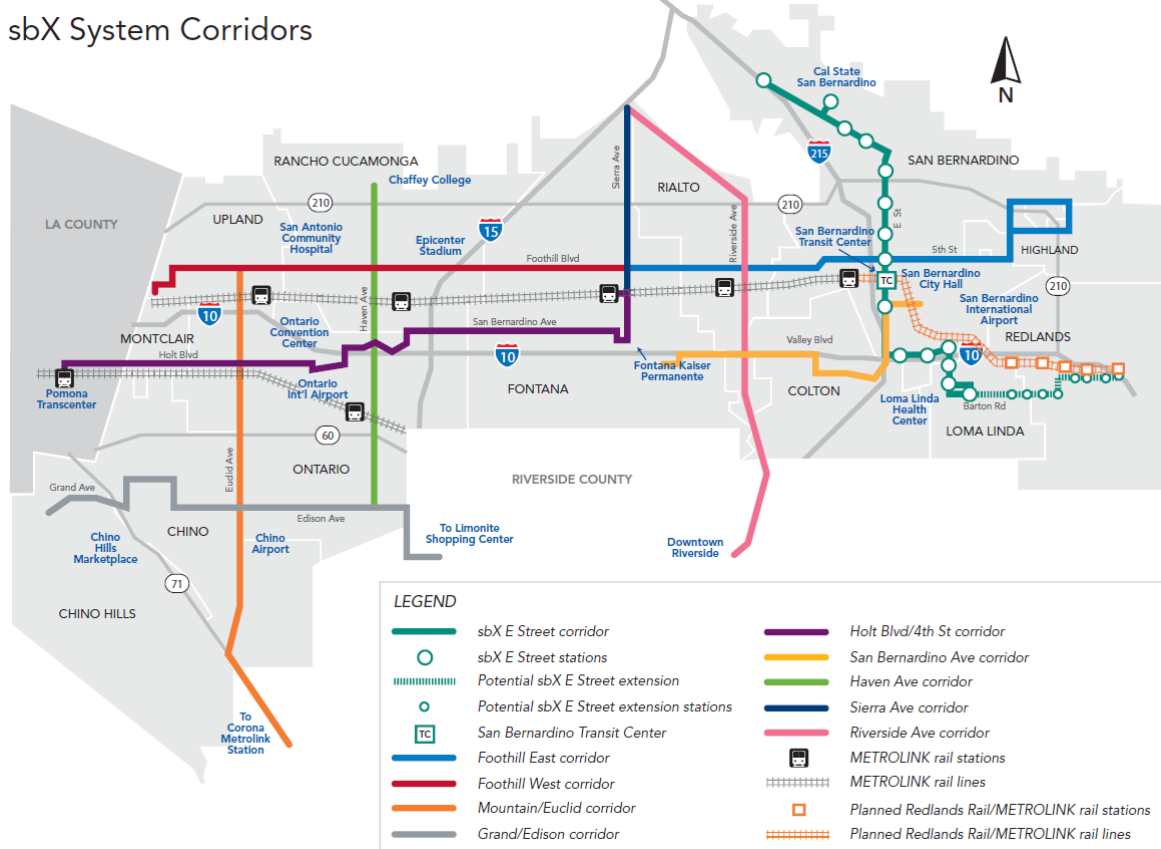 sbX System Corridors
Cal State
San Bernardino
N
215
SAN BERNARDINO
RANCHO CUCAMONGA
Chaffey College
Sierra Ave
RIALTO
LA COUNTY
210
UPLAND
210
San Antonio
Community
Hospital
Epicenter
Stadium
15
Riverside Ave
E St
San Bernardino
Transit Center
5th St
HIGHLAND
Foothill Blvd
TC
San Bernardino
City Hall
210
Haven Ave
10
San Bernardino
International
Airport
Ontario
Convention
Center
San Bernardino Ave
MONTCLAIR
REDLANDS
Valley Blvd
Holt Blvd
10
10
Fontana Kaiser
Permanente
Pomona
Transcenter
Ontario
Int'l Airport
FONTANA
COLTON
Loma Linda
Health
Center
Barton Rd
LOMA LINDA
60
Euclid Ave
ONTARIO
RIVERSIDE COUNTY
Grand Ave
Edison Ave
CHINO
Chino
Hills
Marketplace
Chino
Airport
To Limonite
Shopping Center
Downtown
Riverside
71
CHINO HILLS
To
Corona
Metrolink
Station
LEGEND
sbX E Street corridor
sbX E Street stations
Potential sbX E Street extension
Potential sbX E Street extension stations
TC
San Bernardino Transit Center
Foothill East corridor
Foothill West corridor
Mountain/Euclid corridor
Grand/Edison corridor
Holt Blvd/4th St corridor
San Bernardino Ave corridor
Haven Ave corridor
Sierra Ave corridor
Riverside Ave corridor
METROLINK rail stations
METROLINK rail lines
Planned Redlands Rail/METROLINK rail stations
Planned Redlands Rail/METROLINK rail lines